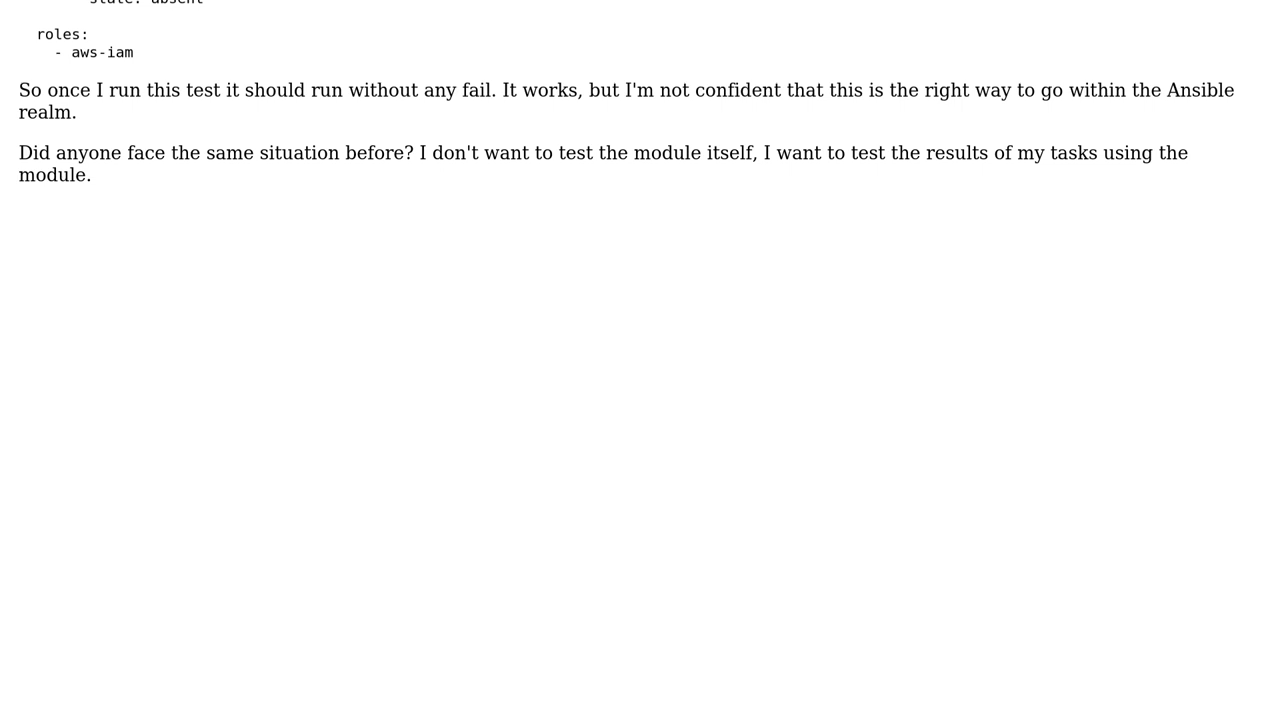 state: absent
roles:
- aws-iam
So once I run this test it should run without any fail. It works, but I'm not confident that this is the right way to go within the Ansible
realm.
Did anyone face the same situation before? I don't want to test the module itself, I want to test the results of my tasks using the
module.